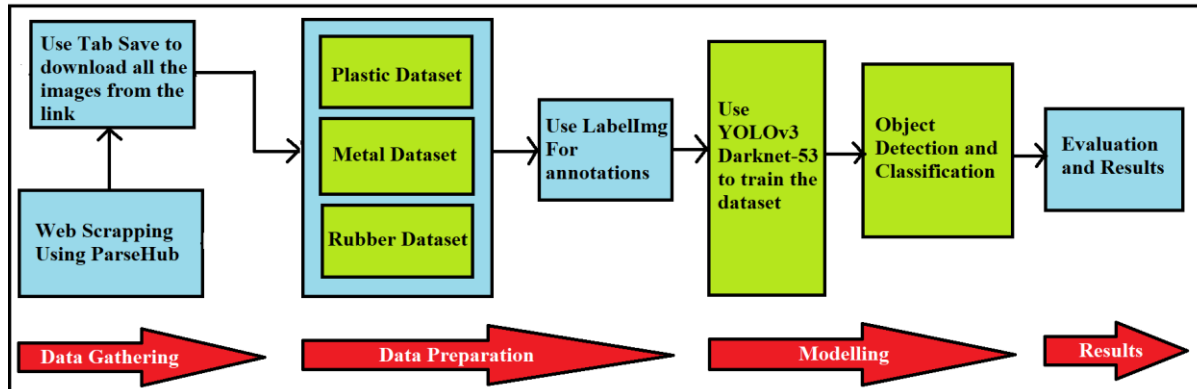 Use Tab Save to
download all the
images from the
link
Web Scrapping
Using ParseHub
Plastic Dataset
Metal Dataset
Rubber Dataset
Use LabelImg
For
annotations
Use
YOLOv3
Darknet-53
to train the
dataset
Object
Detection and
Classification
Evaluation
and Results
Data Gathering
Data Preparation
Modelling
Results